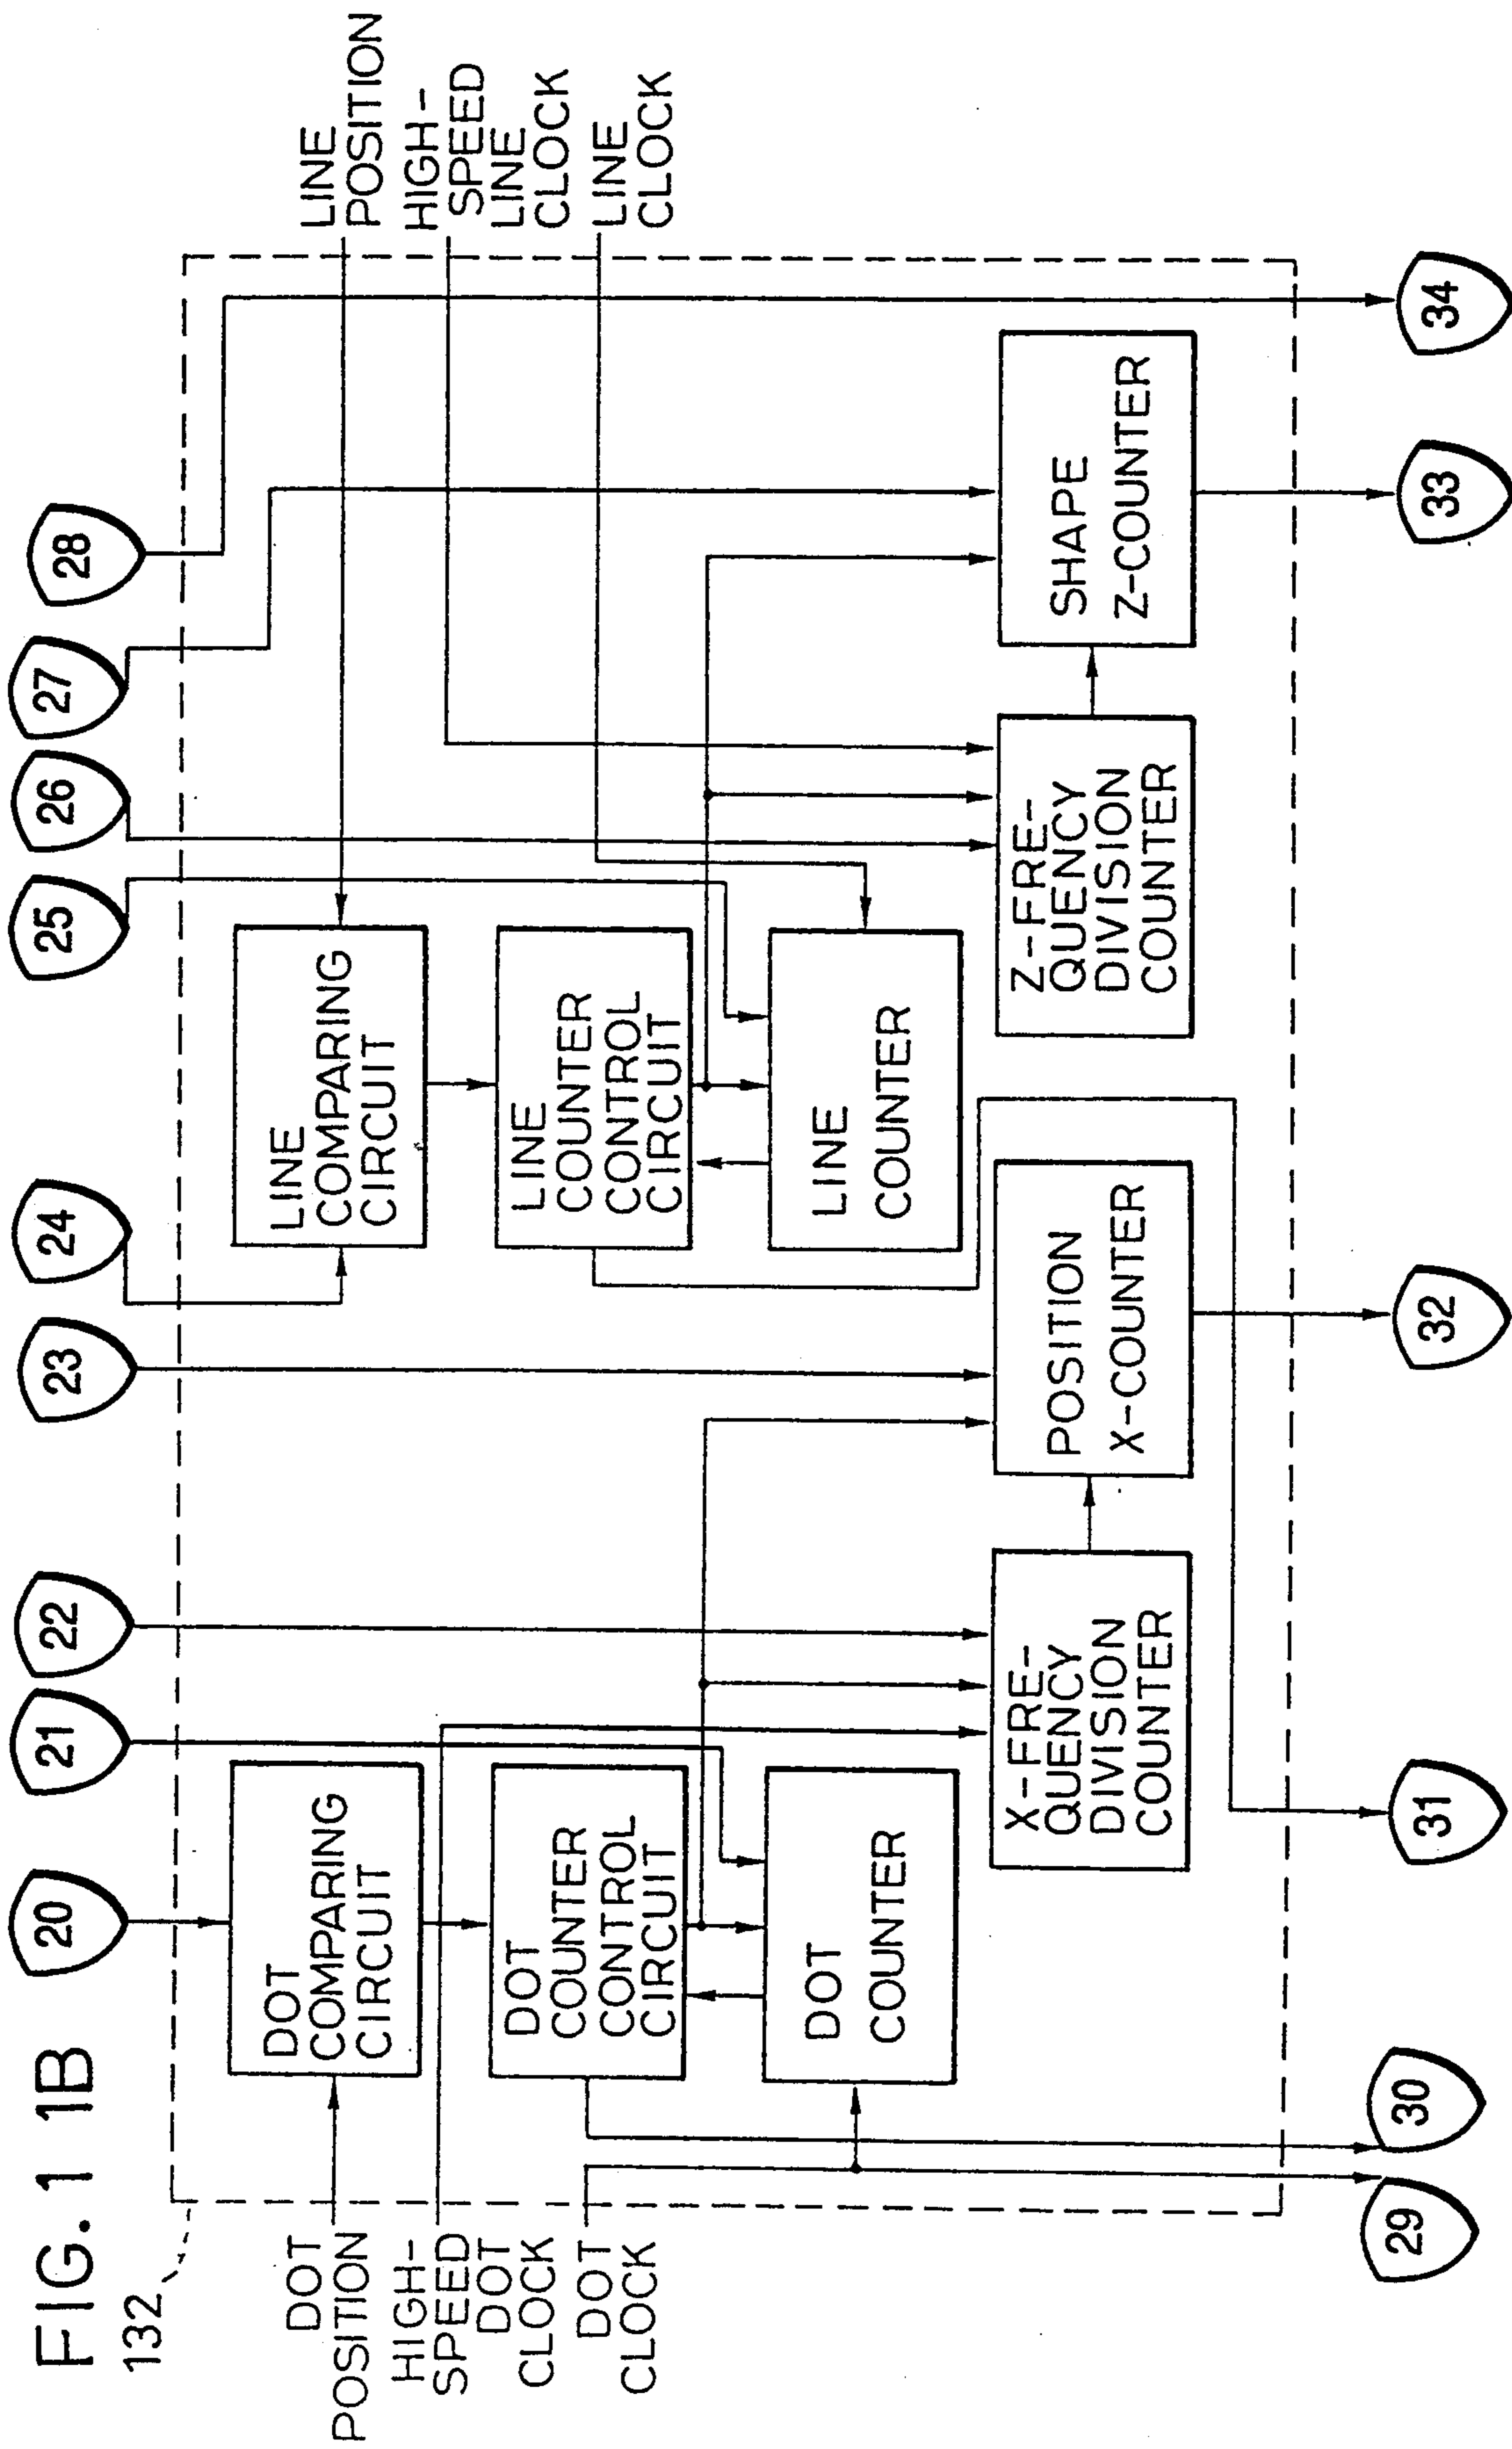 FIG. 1 1B
132
20
21
22
23
24
25
26
27
28
DOT
POSITION
HIGH-
SPEED
DOT
CLOCK
DOT
CLOCK
DOT
COMPARING
CIRCUIT
DOT
COUNTER
CONTROL
CIRCUIT
DOT
COUNTER
X-FRE-
QUENCY
DIVISION
COUNTER
POSITION
X-COUNTER
LINE
COMPARING
CIRCUIT
LINE
COUNTER
CONTROL
CIRCUIT
LINE
COUNTER
Z-FRE-
QUENCY
DIVISION
COUNTER
SHAPE
Z-COUNTER
LINE
POSITION
HIGH-
SPEED
LINE
CLOCK
LINE
CLOCK
29
30
31
32
33
34